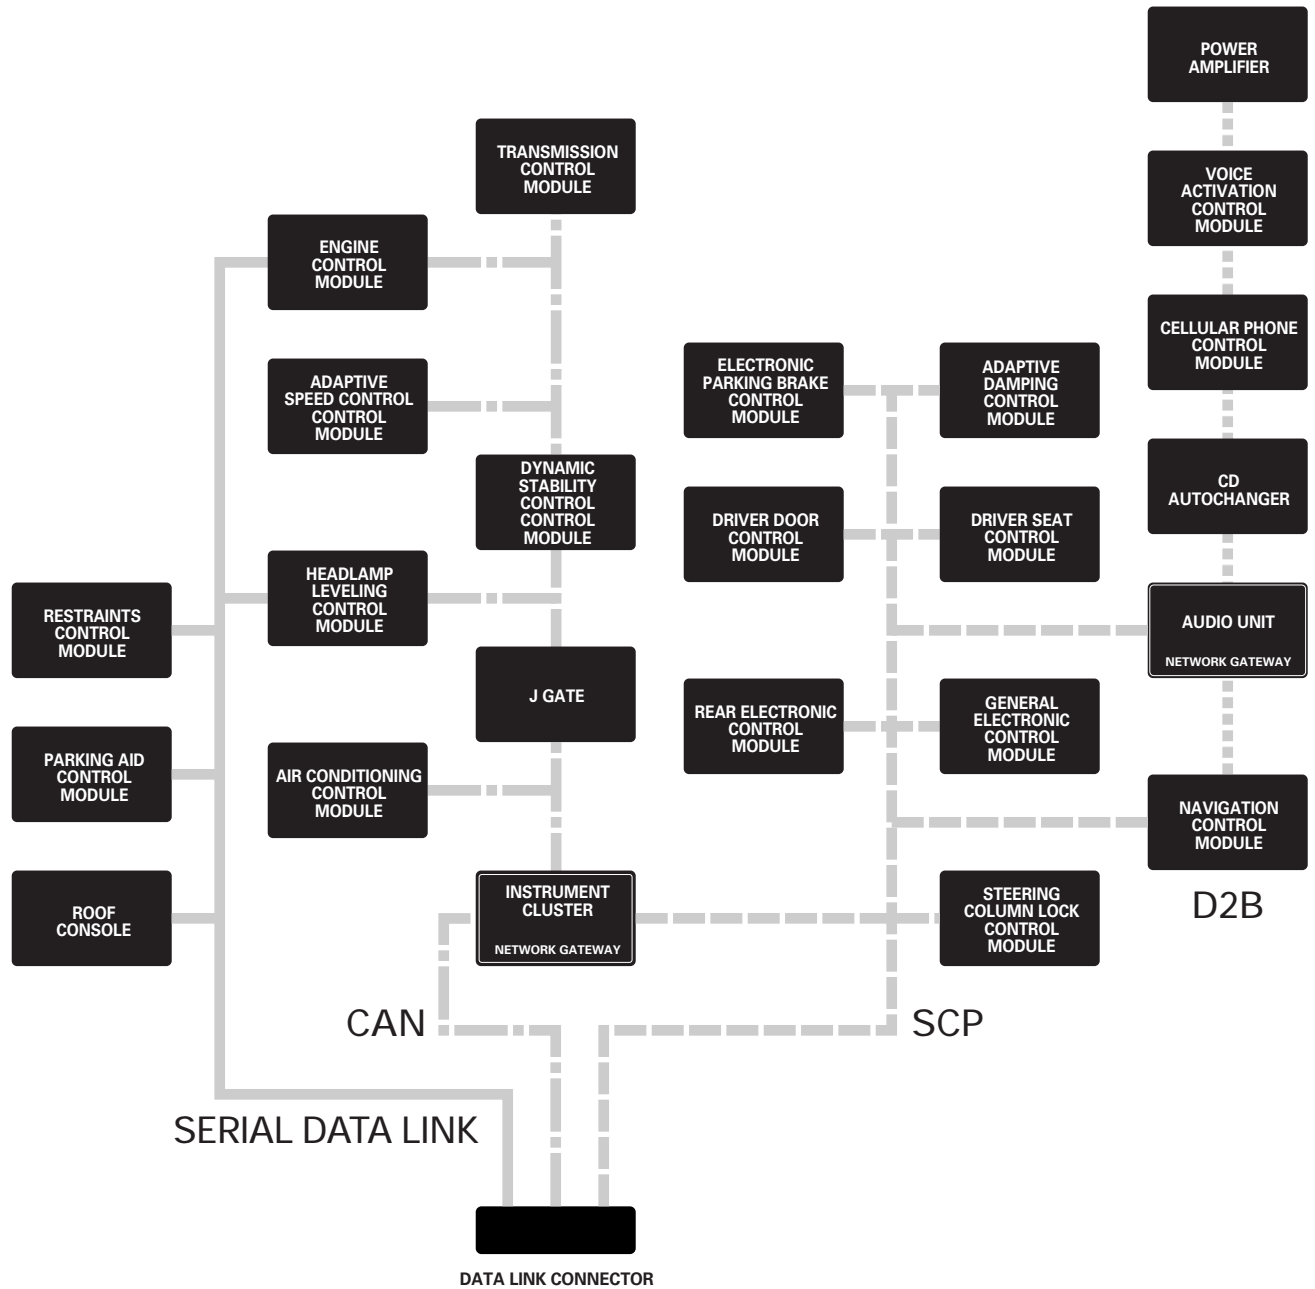 POWER
AMPLIFIER
TRANSMISSION
CONTROL
MODULE
VOICE
ACTIVATION
CONTROL
MODULE
ENGINE
CONTROL
MODULE
CELLULAR PHONE
CONTROL
MODULE
ADAPTIVE
SPEED CONTROL
CONTROL
MODULE
ELECTRONIC
PARKING BRAKE
CONTROL
MODULE
ADAPTIVE
DAMPING
CONTROL
MODULE
DYNAMIC
STABILITY
CONTROL
CONTROL
MODULE
CD
AUTOCHANGER
DRIVER DOOR
CONTROL
MODULE
DRIVER SEAT
CONTROL
MODULE
HEADLAMP
LEVELING
CONTROL
MODULE
RESTRAINTS
CONTROL
MODULE
AUDIO UNIT
NETWORK GATEWAY
J GATE
REAR ELECTRONIC
CONTROL
MODULE
GENERAL
ELECTRONIC
CONTROL
MODULE
PARKING AID
CONTROL
MODULE
AIR CONDITIONING
CONTROL
MODULE
NAVIGATION
CONTROL
MODULE
D2B
ROOF
CONSOLE
INSTRUMENT
CLUSTER
NETWORK GATEWAY
STEERING
COLUMN LOCK
CONTROL
MODULE
CAN
SCP
SERIAL DATA LINK
DATA LINK CONNECTOR